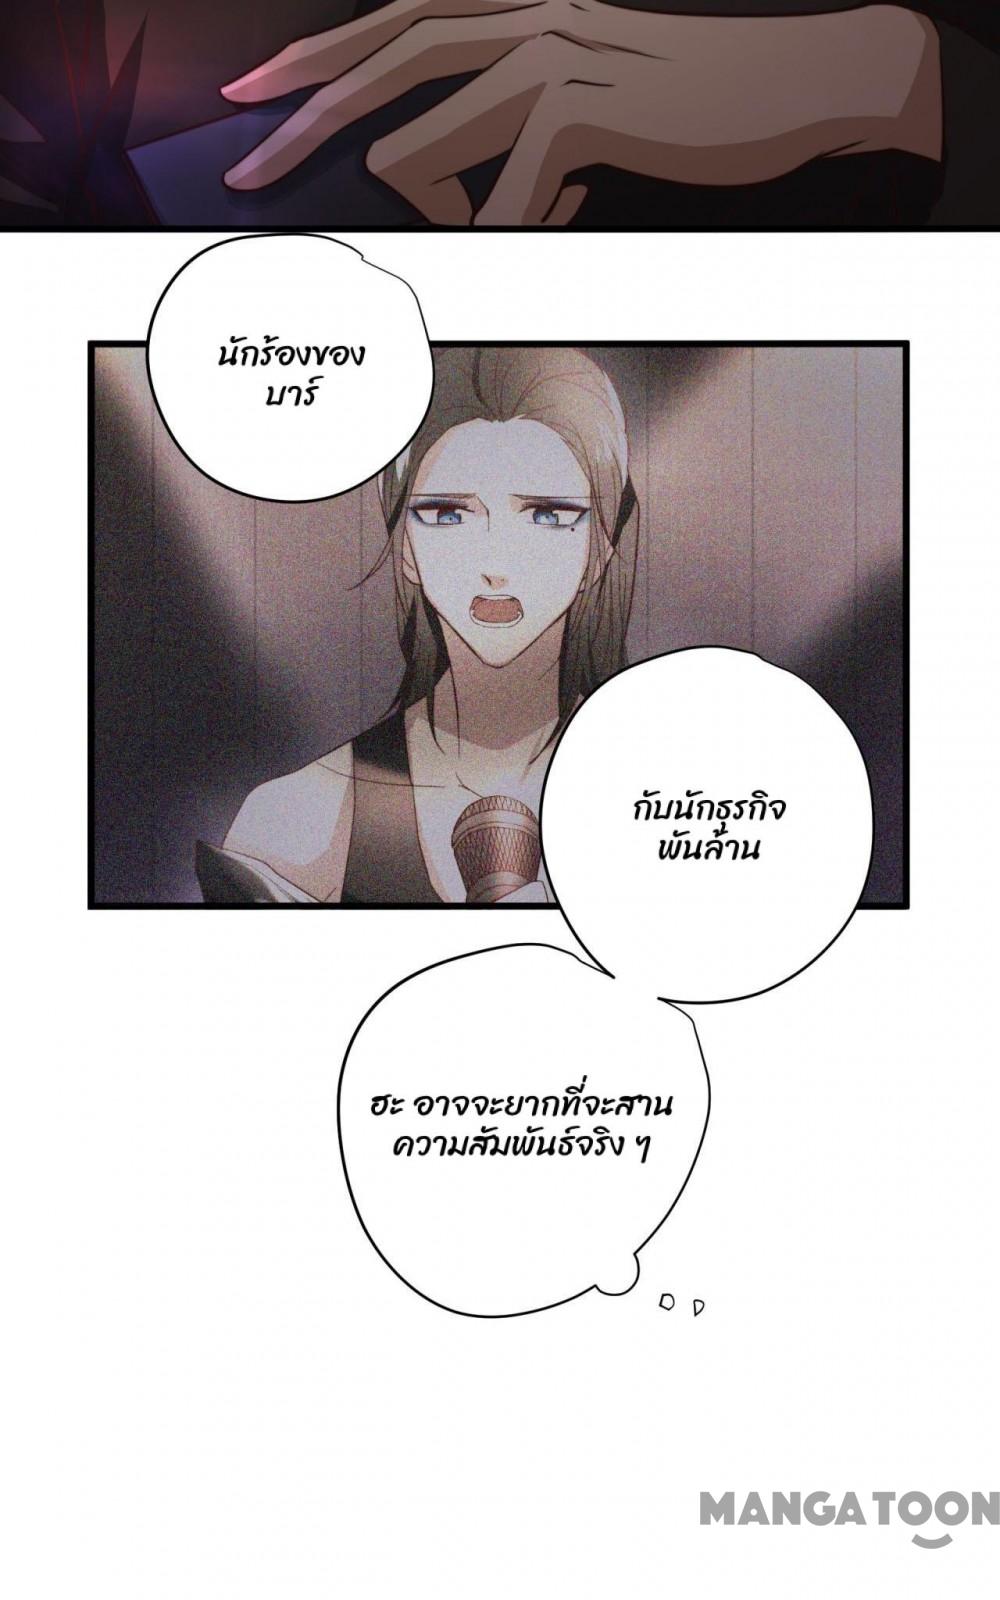 นักร้องของ
บาร์
กับนักธุรกิจ
พันล้าน
ฮะ อาจจะยากที่จะสาน
ความสัมพันธ์จริง ๆ
MANGATOON